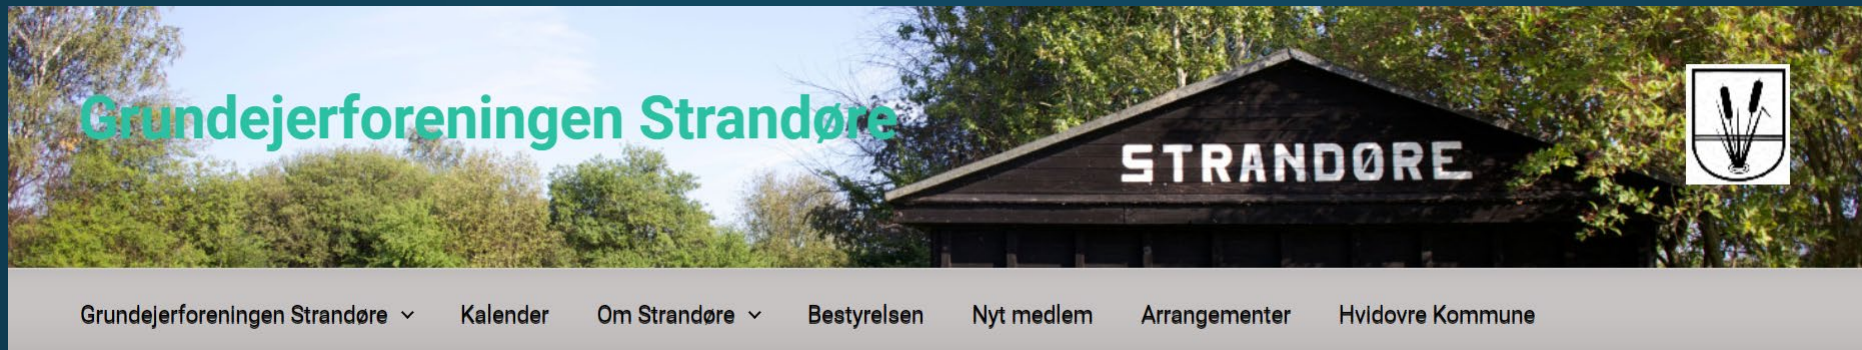 Grundejerforeningen Strandøre
STRANDØRE
Grundejerforeningen Strandøre
Kalender
Om Strandøre
Bestyrelsen
Nyt medlem
Arrangementer
Hvidovre Kommune